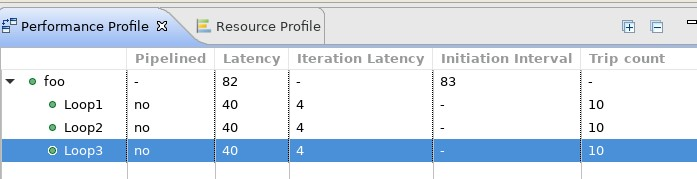 Performance Profile Resource Profile
Pipelined Latency Iteration Latency Initiation Interval Trip count
foo - 82 - 83 -
Loop1 no 40 4 - 10
Loop2 no 40 4 - 10
Loop3 no 40 4 - 10